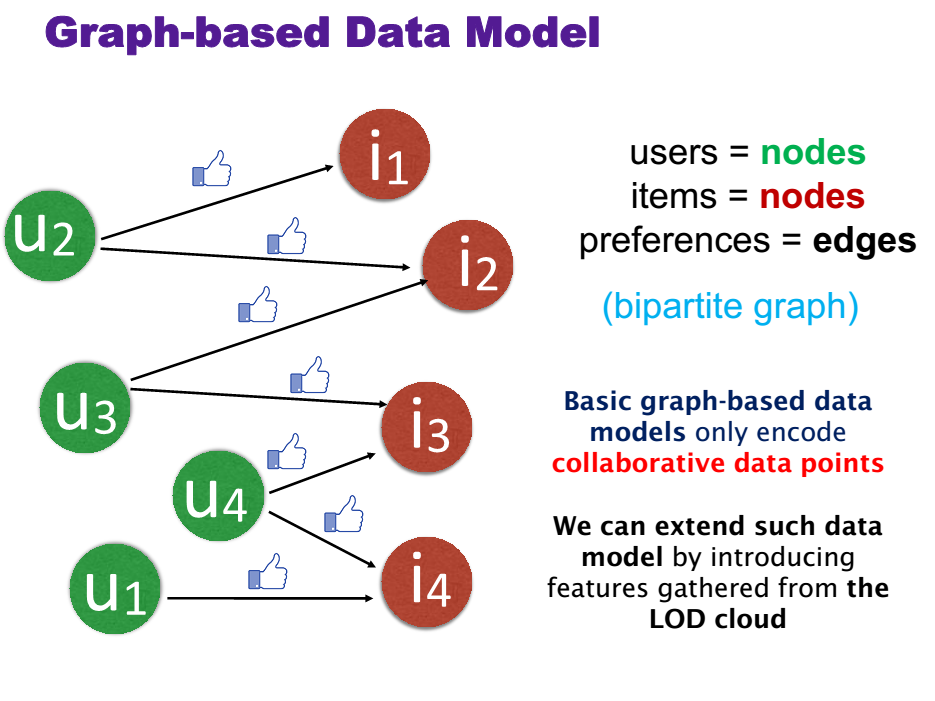 Graph-based Data Model
i1
u2
i2
u3
i3
u4
u1
i4
users = nodes
items = nodes
preferences = edges
(bipartite graph)
Basic graph-based data
models only encode
collaborative data points
We can extend such data
model by introducing
features gathered from the
LOD cloud